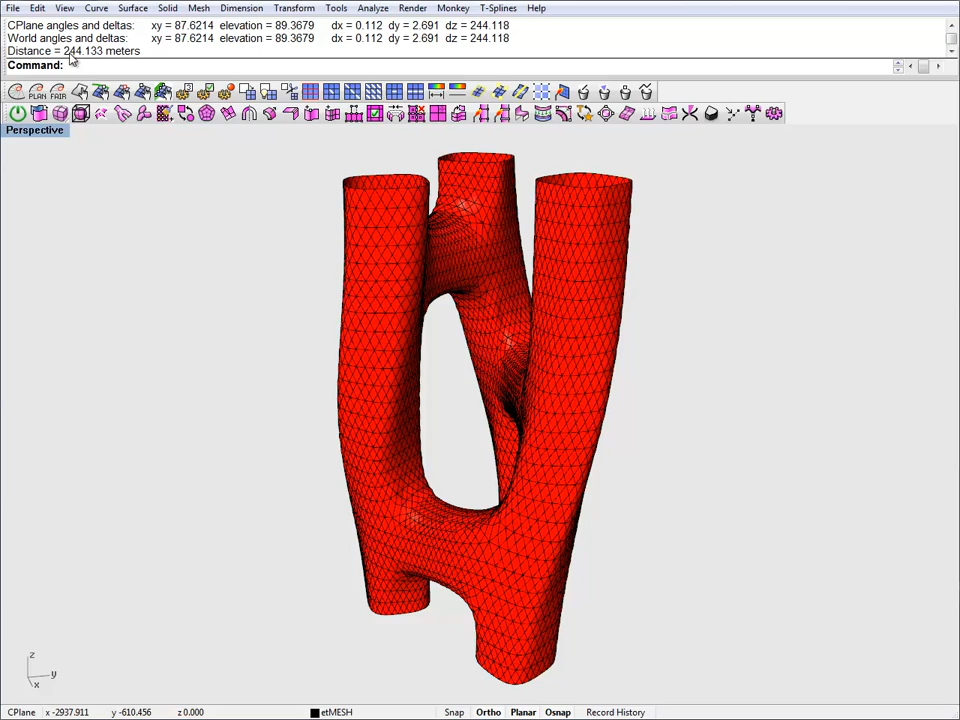 File Edit View Curve Surface Solid Mesh Dimension Transform Tools Analyze Render Monkey T-Splines Help
CPlane angles and deltas: xy = 87.6214 elevation = 89.3679 dx = 0.112 dy = 2.691 dz = 244.118
World angles and deltas: xy = 87.6214 elevation = 89.3679 dx = 0.112 dy = 2.691 dz = 244.118
Distance = 244.133 meters
Command:
PLAN FAIR
Perspective
z
y
x
CPlane x -2937.911 y -610.456 z 0.000 etMESH Snap Ortho Planar Osnap Record History